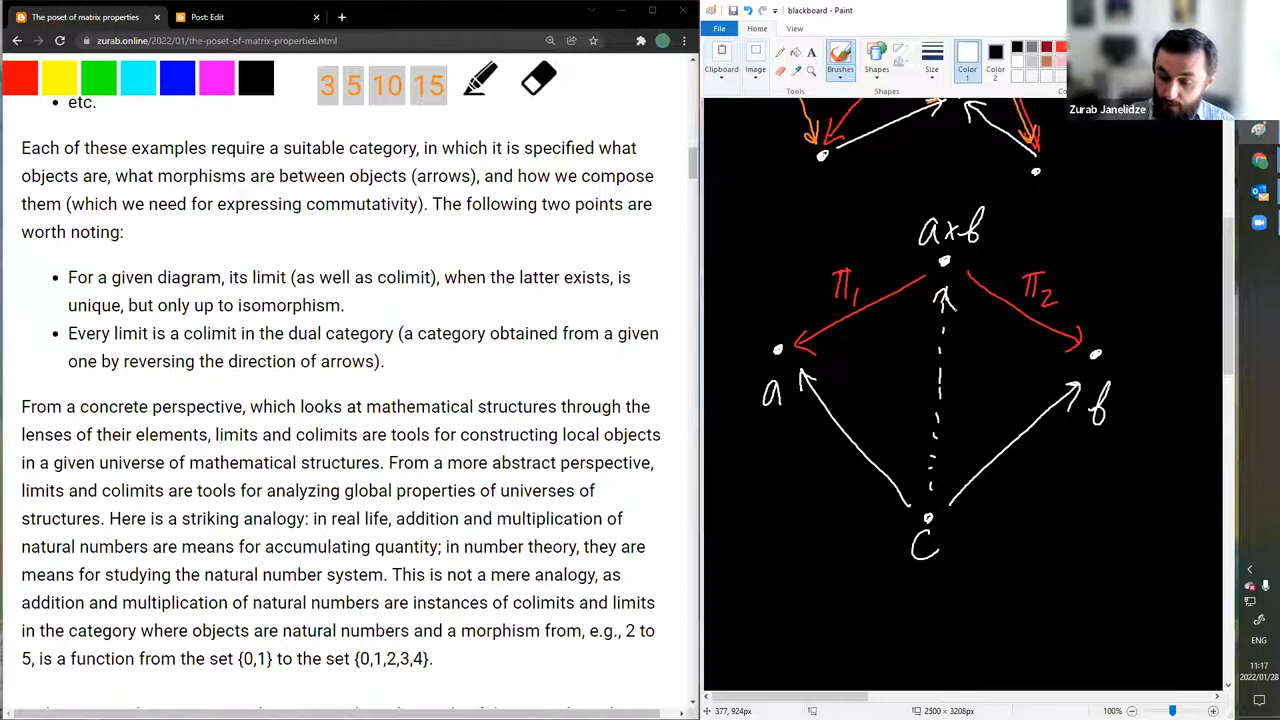 The poset of matrix properties
Post: Edit
zurab.online/2022/01/the-poset-of-matrix-properties.html
3 5 10 15
etc.
Each of these examples require a suitable category, in which it is specified what
objects are, what morphisms are between objects (arrows), and how we compose
them (which we need for expressing commutativity). The following two points are
worth noting:
For a given diagram, its limit (as well as colimit), when the latter exists, is
unique, but only up to isomorphism.
Every limit is a colimit in the dual category (a category obtained from a given
one by reversing the direction of arrows).
From a concrete perspective, which looks at mathematical structures through the
lenses of their elements, limits and colimits are tools for constructing local objects
in a given universe of mathematical structures. From a more abstract perspective,
limits and colimits are tools for analyzing global properties of universes of
structures. Here is a striking analogy: in real life, addition and multiplication of
natural numbers are means for accumulating quantity; in number theory, they are
means for studying the natural number system. This is not a mere analogy, as
addition and multiplication of natural numbers are instances of colimits and limits
in the category where objects are natural numbers and a morphism from, e.g., 2 to
5, is a function from the set {0,1} to the set {0,1,2,3,4}.
blackboard - Paint
File Home View
Clipboard
Image
Tools
Brushes
Shapes
Size
Color 1
Color 2
Shapes
Zurab Janelidze
a×b
π1 π2
a b
c
377, 924px
2500 × 3208px
100%
ENG
11:17
2022/01/28